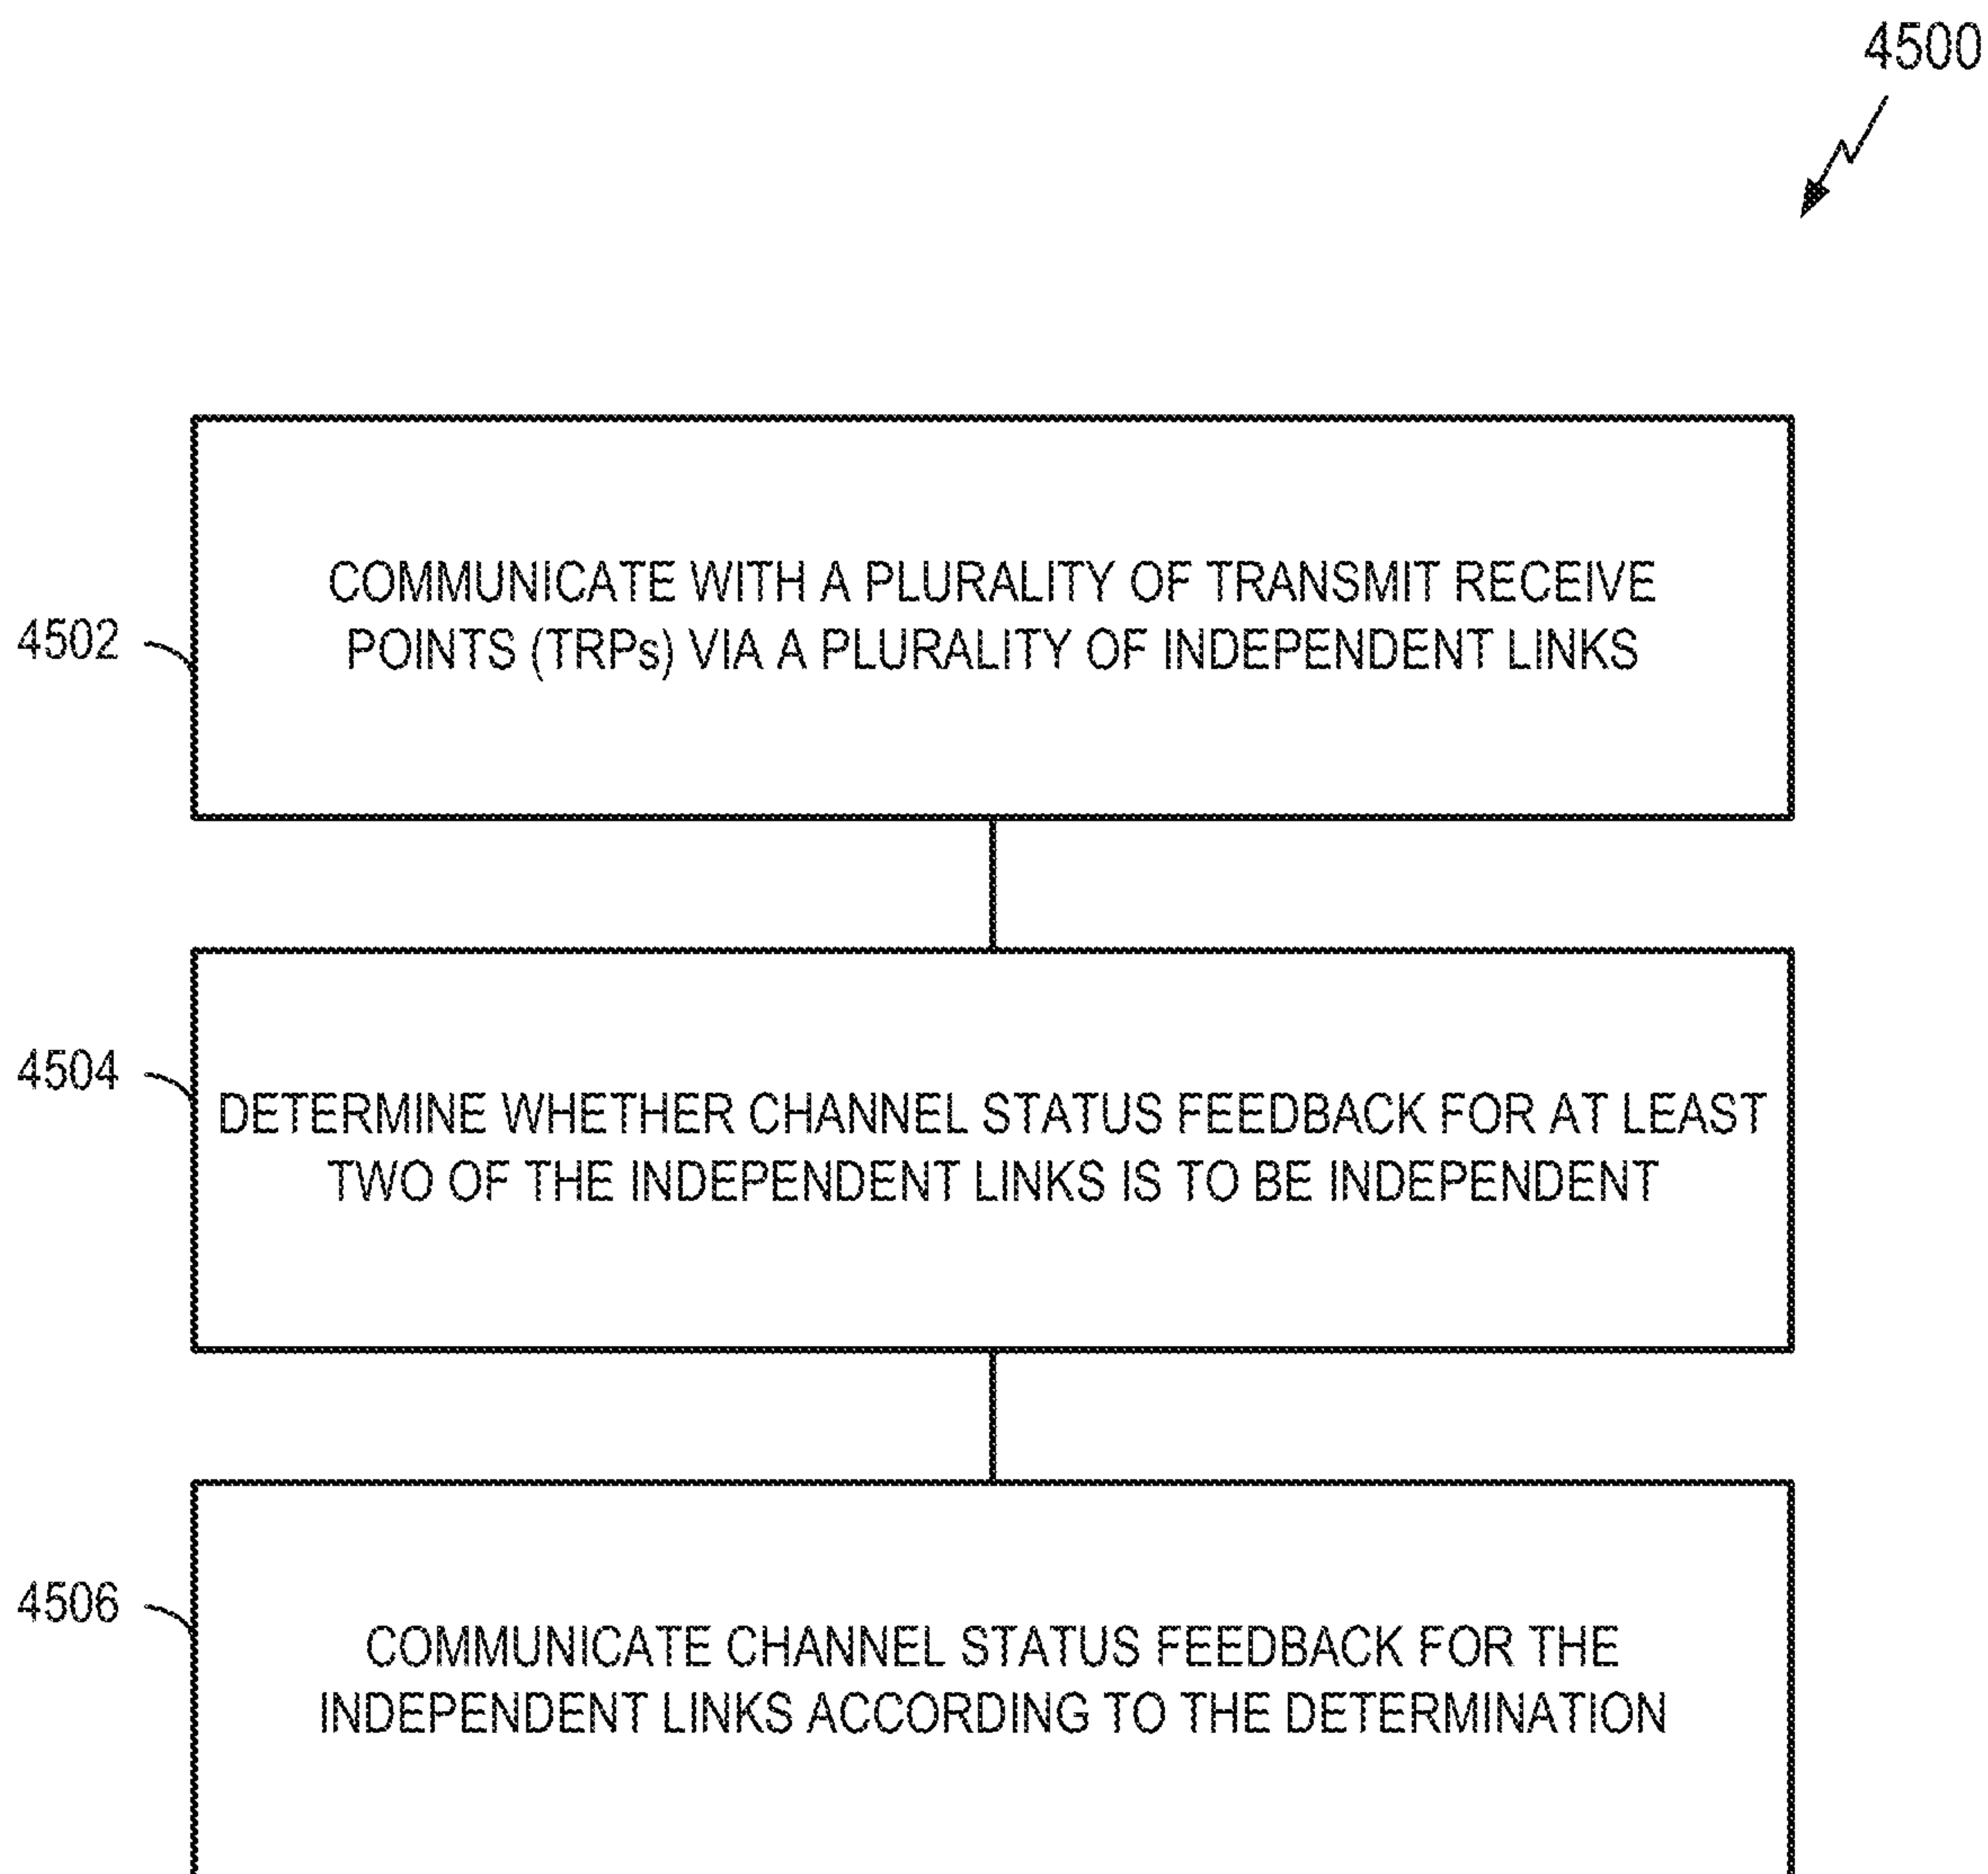 4500
4502
COMMUNICATE WITH A PLURALITY OF TRANSMIT RECEIVE
POINTS (TRPs) VIA A PLURALITY OF INDEPENDENT LINKS
4504
DETERMINE WHETHER CHANNEL STATUS FEEDBACK FOR AT LEAST
TWO OF THE INDEPENDENT LINKS IS TO BE INDEPENDENT
4506
COMMUNICATE CHANNEL STATUS FEEDBACK FOR THE
INDEPENDENT LINKS ACCORDING TO THE DETERMINATION